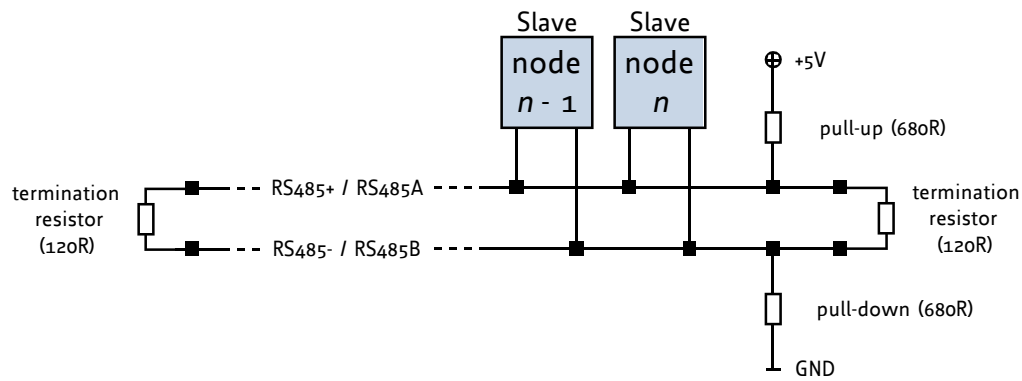 Slave
Slave
node
n - 1
node
n
+5V
pull-up (680R)
termination
resistor
(120R)
RS485+ / RS485A
RS485- / RS485B
termination
resistor
(120R)
pull-down (680R)
GND